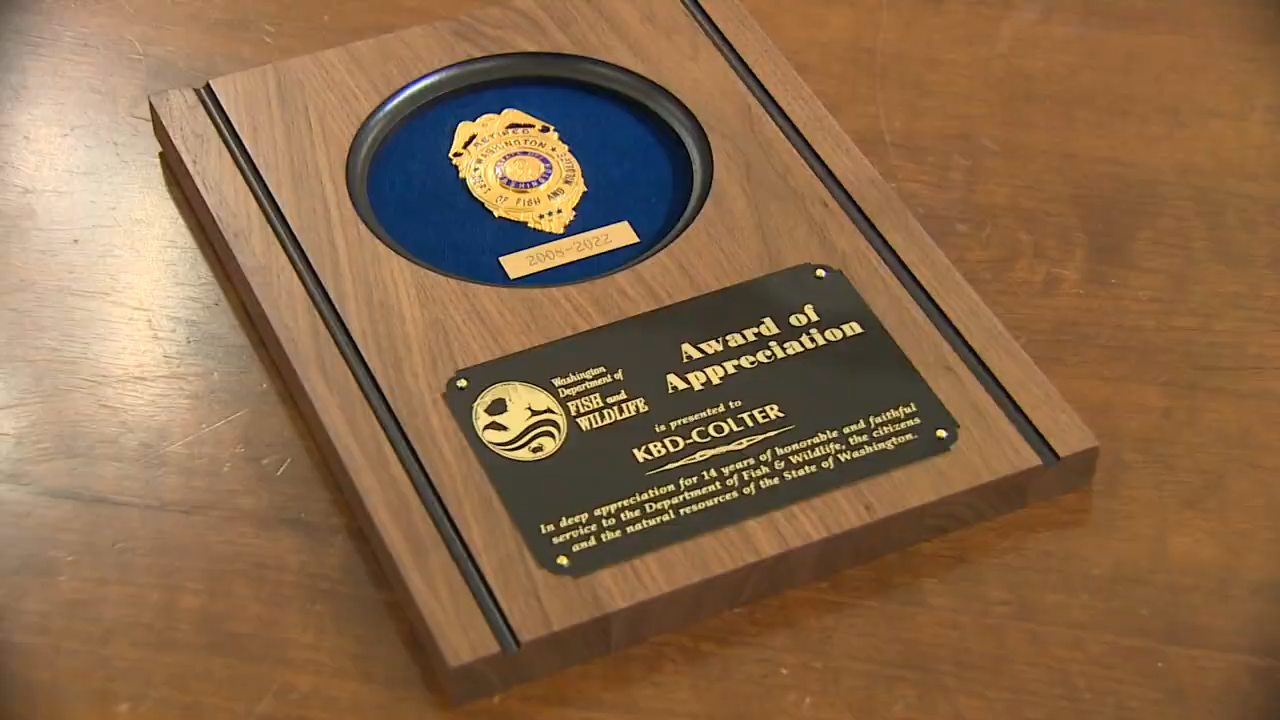 RETIRED
WASHINGTON
DEPT OF FISH AND WILDLIFE
2008-2022
Award of
Appreciation
Washington
Department of
FISH and
WILDLIFE
is presented to
KBD-COLTER
In deep appreciation for 14 years of honorable and faithful
service to the Department of Fish & Wildlife, the citizens
and the natural resources of the State of Washington.